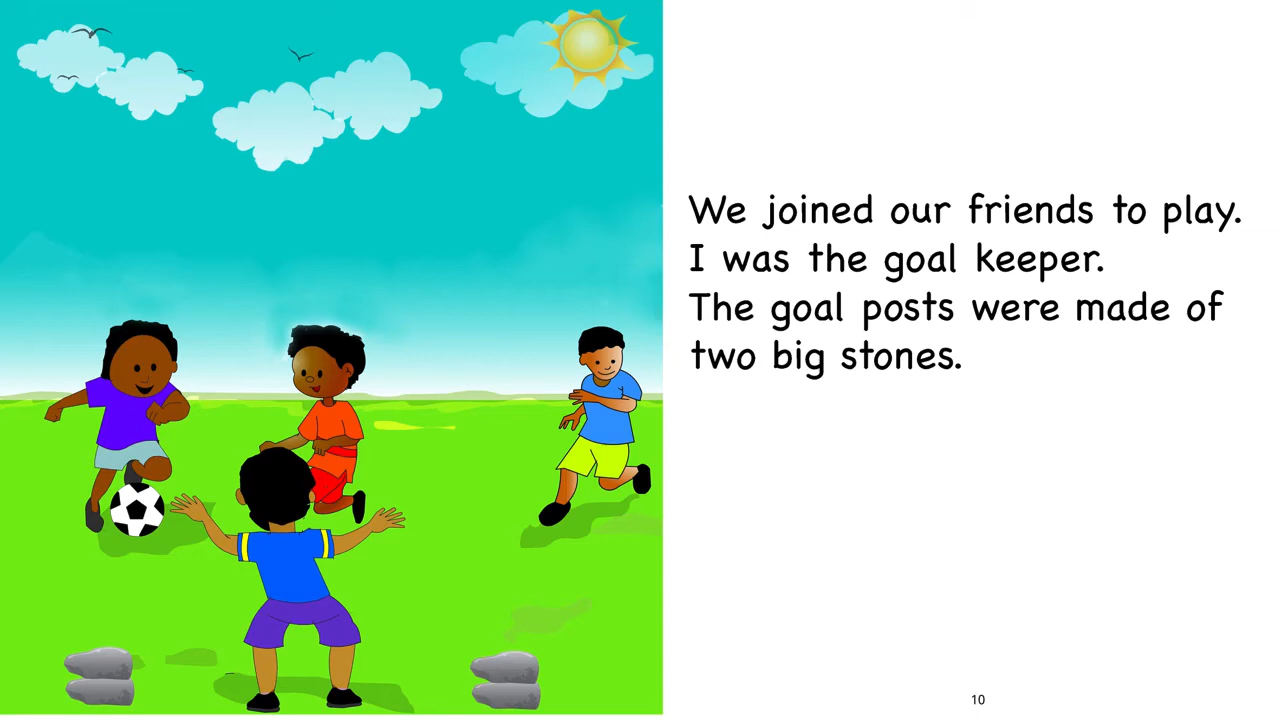 We joined our friends to play.
I was the goal keeper.
The goal posts were made of
two big stones.
10